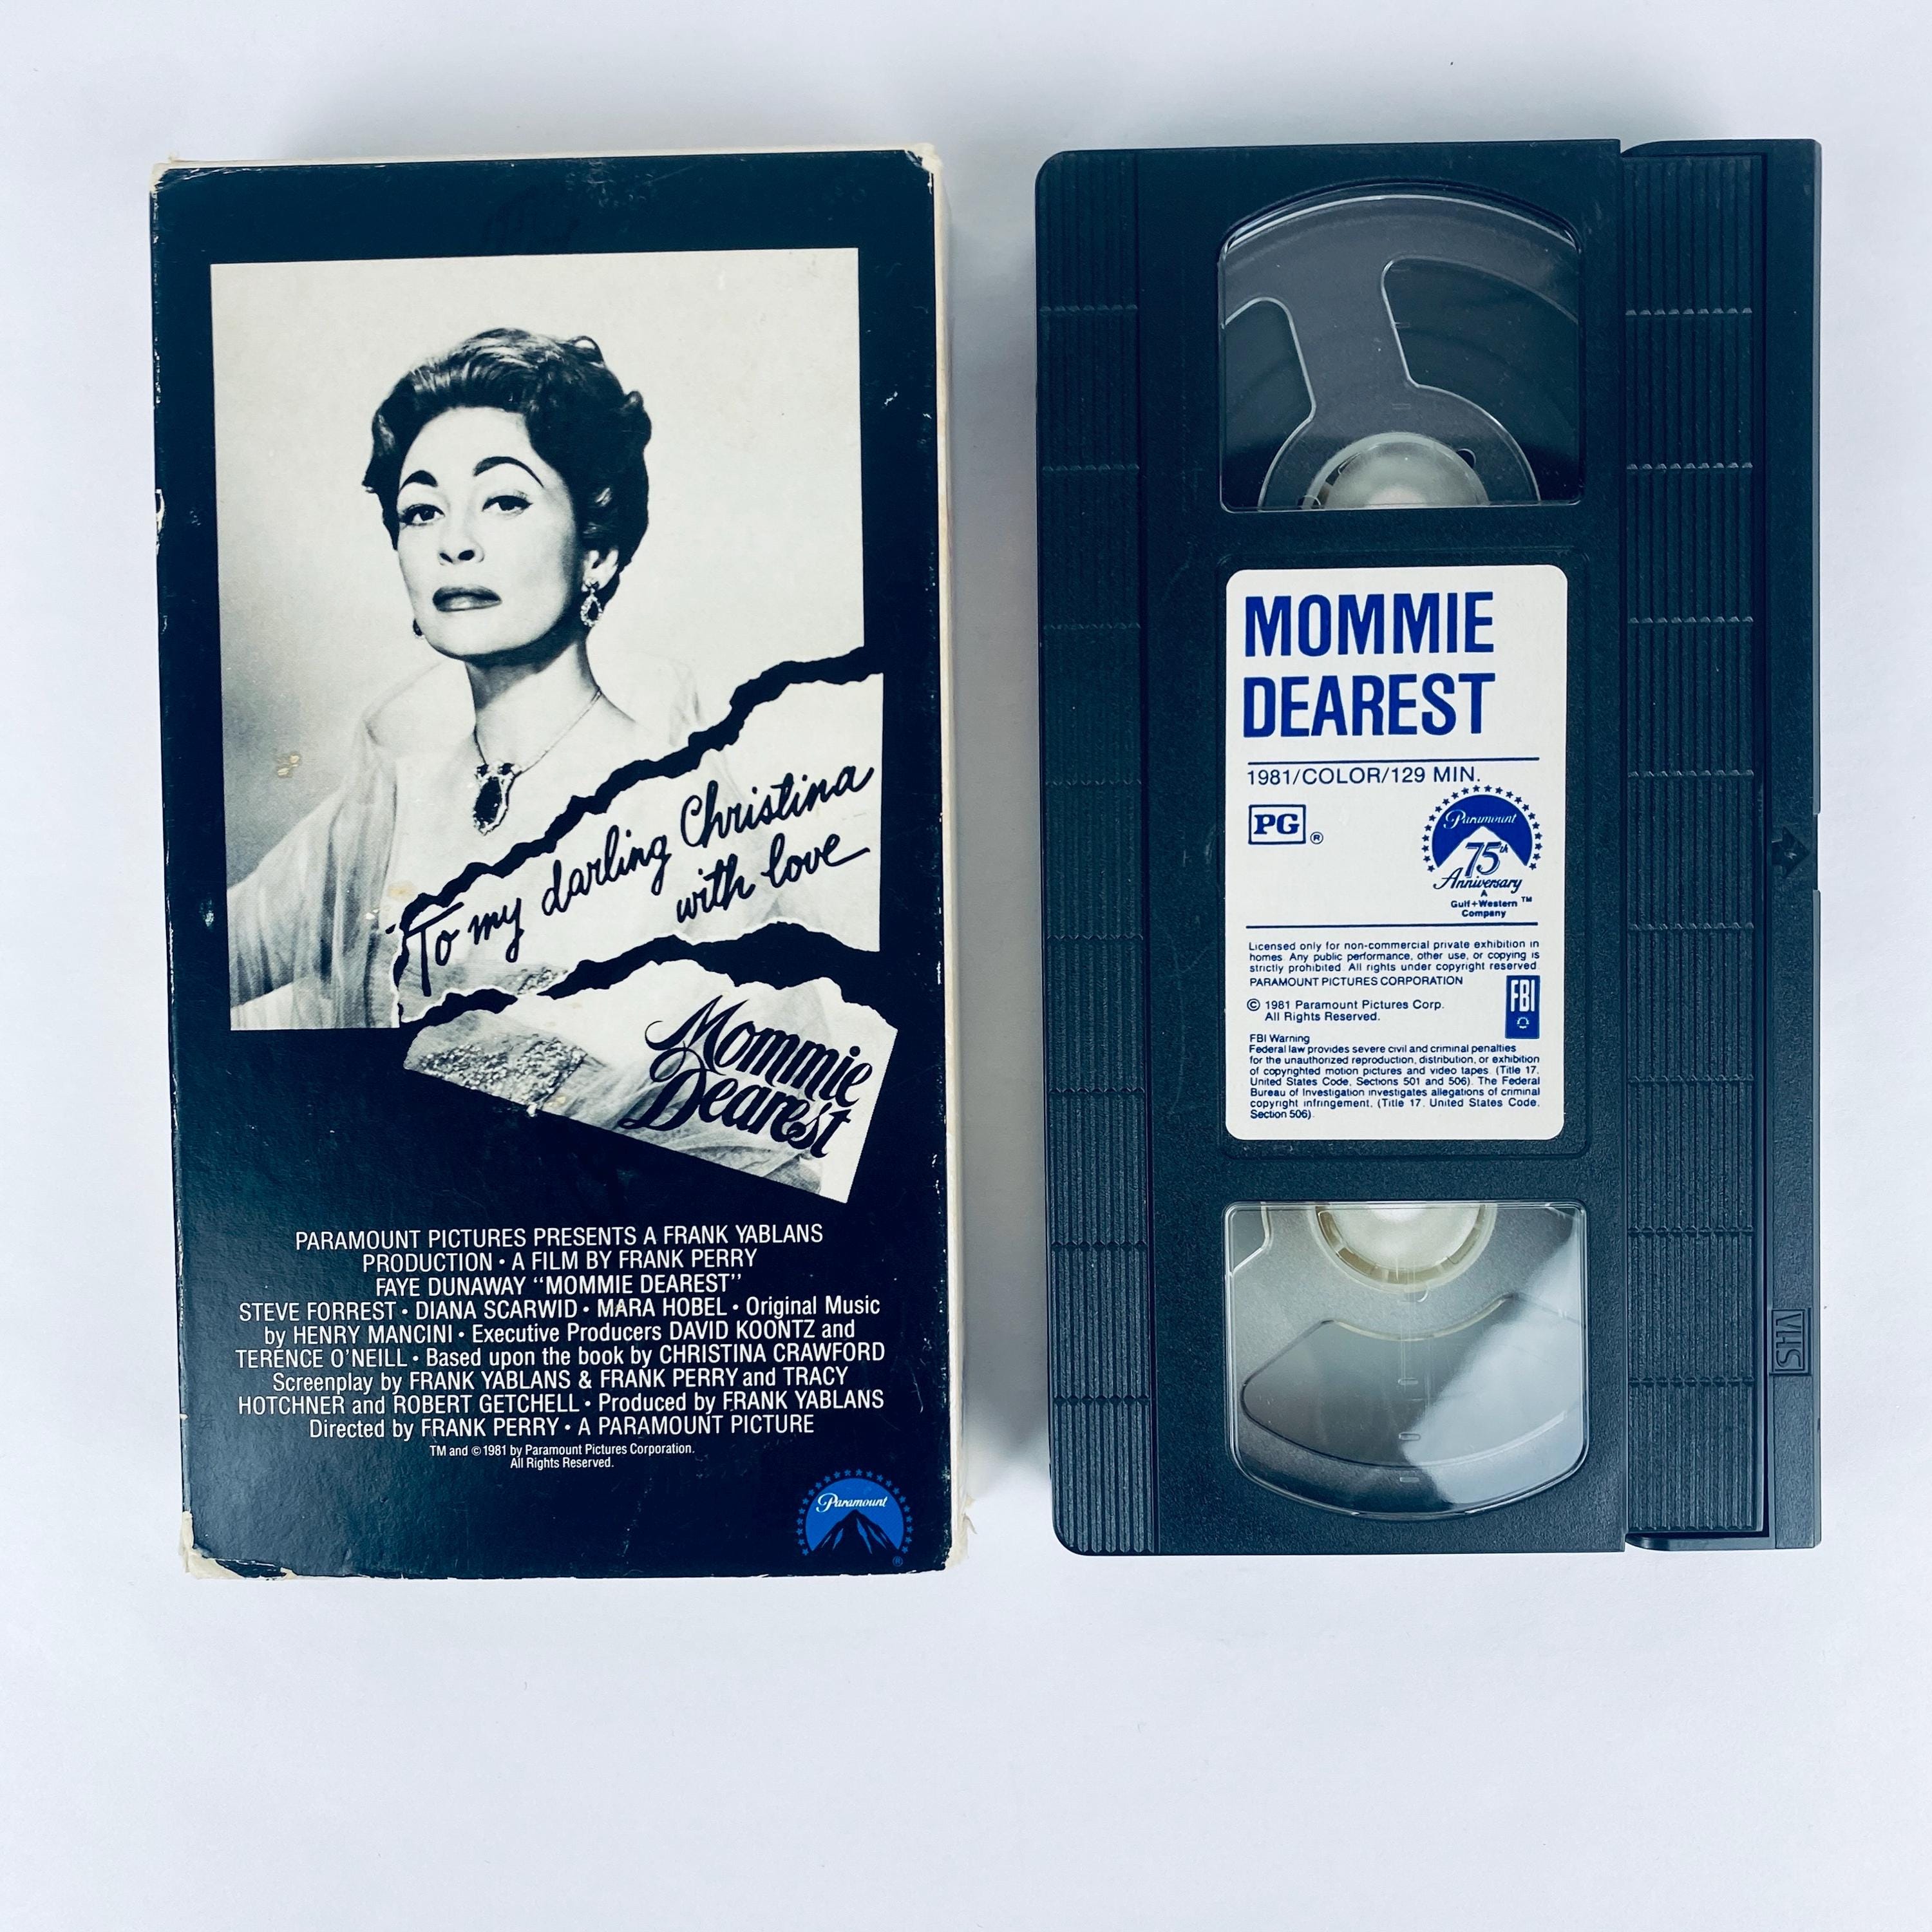 To my darling Christina
with love
Mommie
Dearest
PARAMOUNT PICTURES PRESENTS A FRANK YABLANS
PRODUCTION • A FILM BY FRANK PERRY
FAYE DUNAWAY “MOMMIE DEAREST”
STEVE FORREST • DIANA SCARWID • MARA HOBEL • Original Music
by HENRY MANCINI • Executive Producers DAVID KOONTZ and
TERENCE O'NEILL • Based upon the book by CHRISTINA CRAWFORD
Screenplay by FRANK YABLANS & FRANK PERRY and TRACY
HOTCHNER and ROBERT GETCHELL • Produced by FRANK YABLANS
Directed by FRANK PERRY • A PARAMOUNT PICTURE
TM and © 1981 by Paramount Pictures Corporation.
All Rights Reserved.
Paramount
®
MOMMIE
DEAREST
1981/COLOR/129 MIN.
PG ®
Paramount
75th
Anniversary
A
Gulf+Western ™
Company
Licensed only for non-commercial private exhibition in
homes. Any public performance, other use, or copying is
strictly prohibited. All rights under copyright reserved.
PARAMOUNT PICTURES CORPORATION
© 1981 Paramount Pictures Corp.
All Rights Reserved.
FBI
FBI Warning
Federal law provides severe civil and criminal penalties
for the unauthorized reproduction, distribution, or exhibition
of copyrighted motion pictures and video tapes. (Title 17,
United States Code, Sections 501 and 506). The Federal
Bureau of Investigation investigates allegations of criminal
copyright infringement, (Title 17, United States Code,
Section 506).
VHS